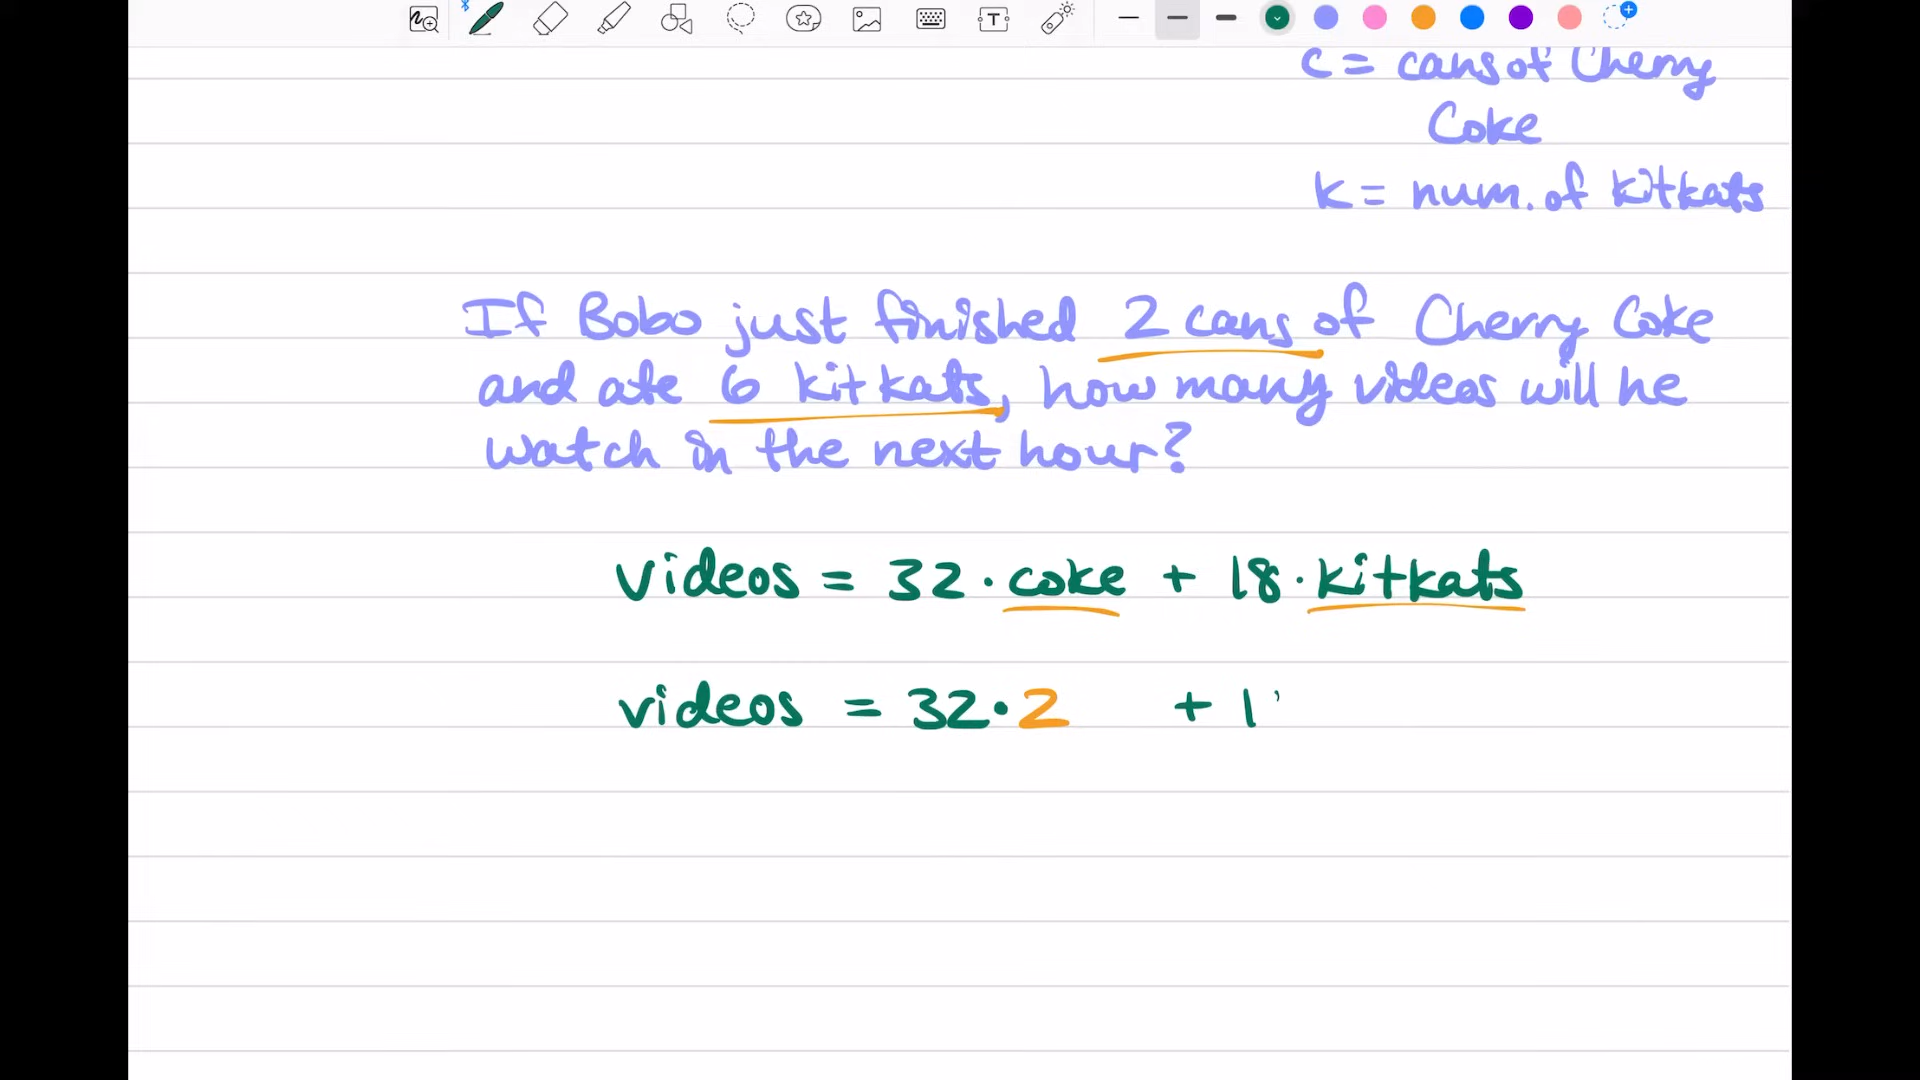 c = cans of Cherry
Coke
k = num. of kitkats
If Bobo just finished 2 cans of Cherry Coke
and ate 6 kitkats, how many videos will he
watch in the next hour?
videos = 32 · coke + 18 · kitkats
videos = 32 · 2 + 1